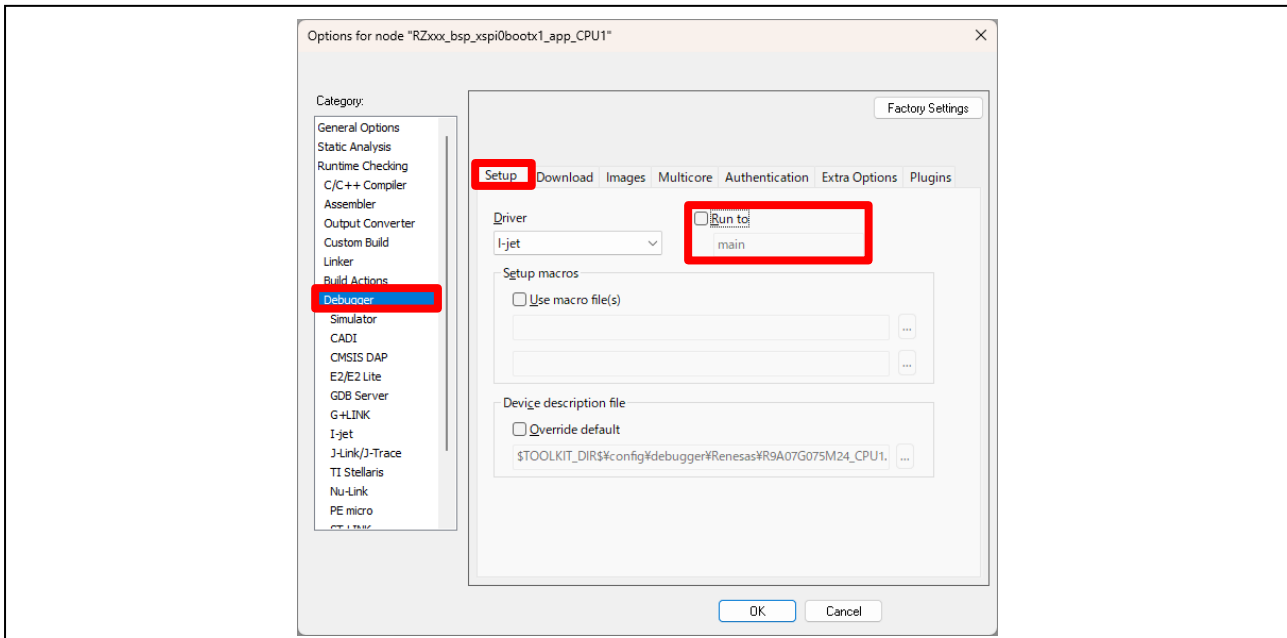 Options for node "RZxxx_bsp_xspi0bootx1_app_CPU1"
Category:
General Options
Static Analysis
Runtime Checking
C/C++ Compiler
Assembler
Output Converter
Custom Build
Linker
Build Actions
Debugger
Simulator
CADI
CMSIS DAP
E2/E2 Lite
GDB Server
G+LINK
I-jet
J-Link/J-Trace
TI Stellaris
Nu-Link
PE micro
ST-LINK
Factory Settings
Setup Download Images Multicore Authentication Extra Options Plugins
Driver
I-jet
Run to
main
Setup macros
Use macro file(s)
...
...
Device description file
Override default
$TOOLKIT_DIR$¥config¥debugger¥Renesas¥R9A07G075M24_CPU1.
...
OK Cancel